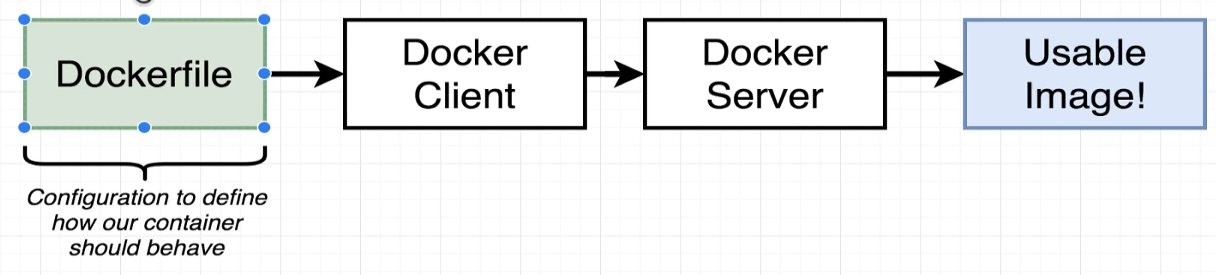 Dockerfile
Docker
Client
Docker
Server
Usable
Image!
Configuration to define
how our container
should behave